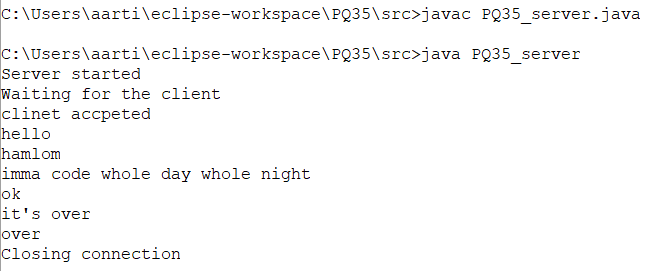 C:\Users\aarti\eclipse-workspace\PQ35\src>javac PQ35_server.java
C:\Users\aarti\eclipse-workspace\PQ35\src>java PQ35_server
Server started
Waiting for the client
clinet accpeted
hello
hamlom
imma code whole day whole night
ok
it's over
over
Closing connection